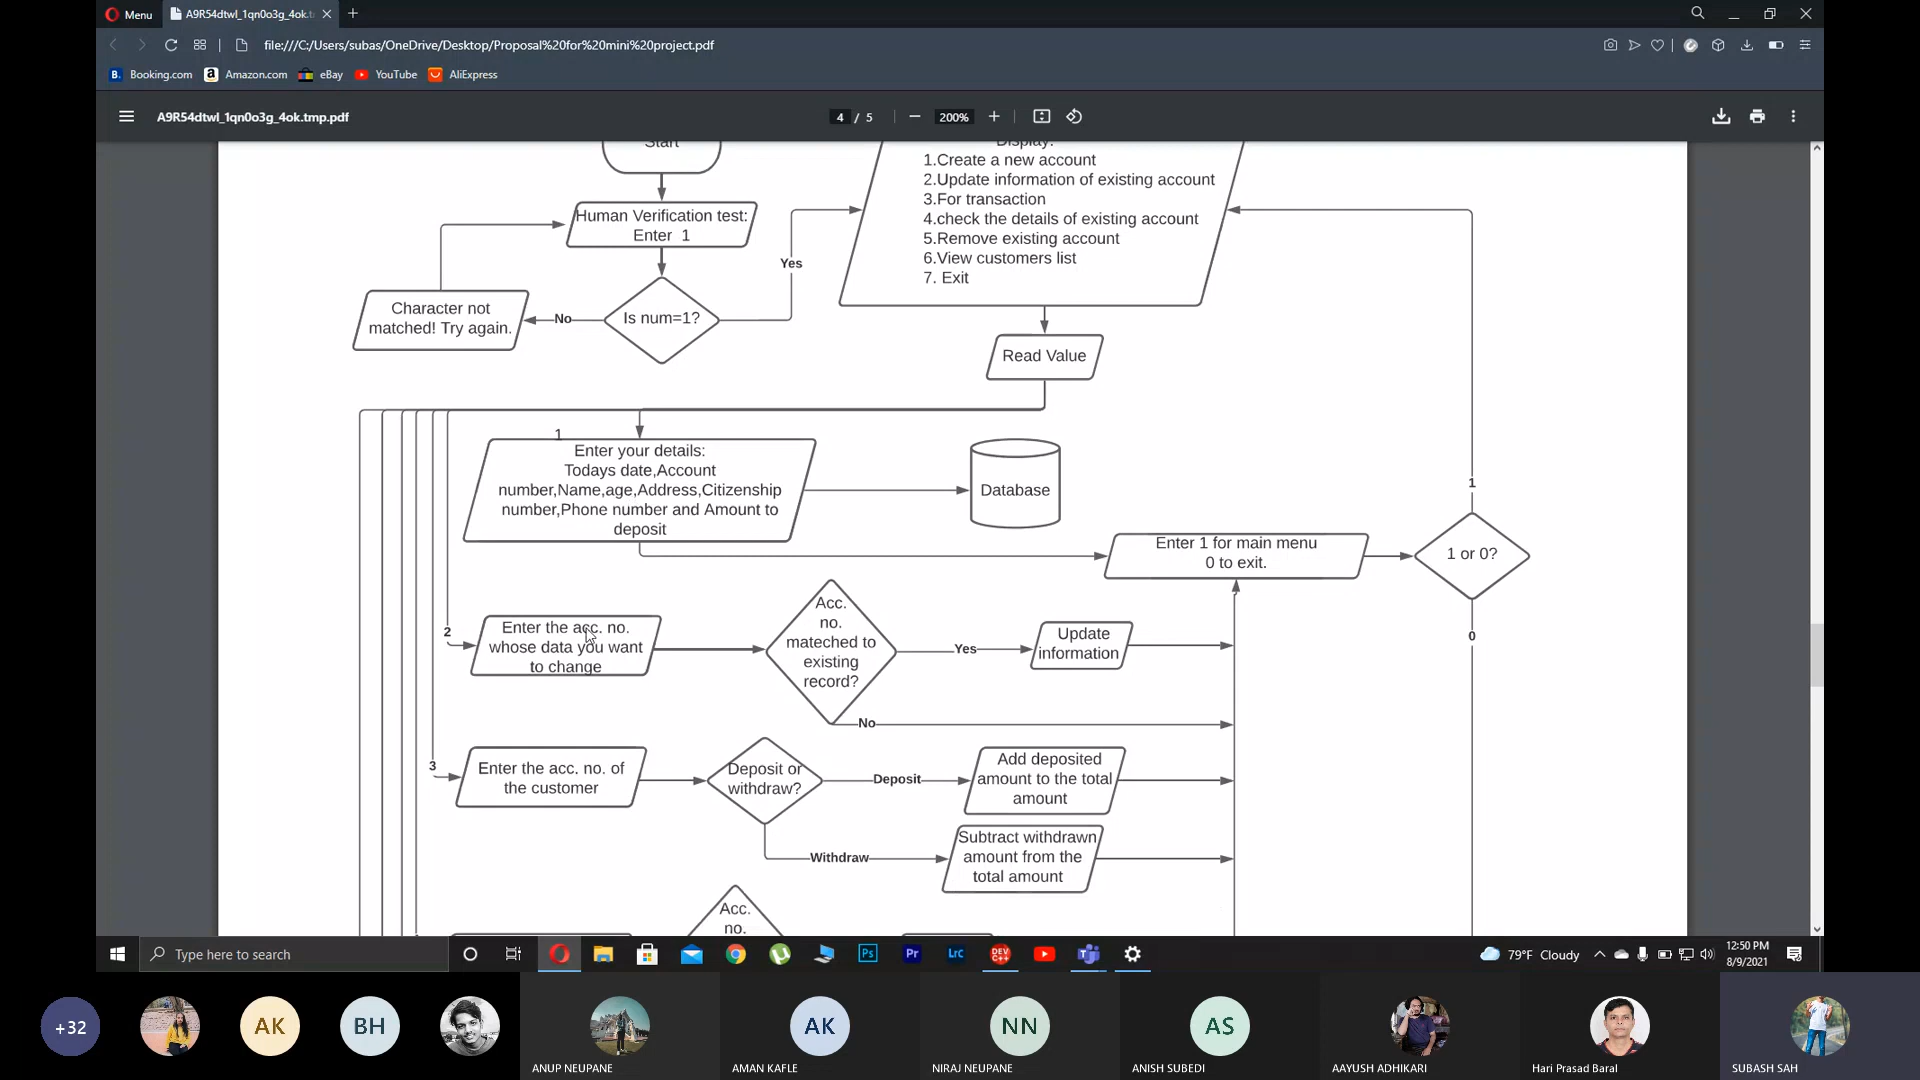 Menu
A9R54dtwl_1qn0o3g_4ok.t
file:///C:/Users/subas/OneDrive/Desktop/Proposal%20for%20mini%20project.pdf
B. Booking.com
a Amazon.com
eBay
YouTube
AliExpress
A9R54dtwl_1qn0o3g_4ok.tmp.pdf
4 / 5
200%
Start
Display:
1.Create a new account
2.Update information of existing account
3.For transaction
4.check the details of existing account
5.Remove existing account
6.View customers list
7. Exit
Human Verification test:
Enter 1
Yes
Character not
matched! Try again.
No
Is num=1?
Read Value
1
Enter your details:
Todays date,Account
number,Name,age,Address,Citizenship
number,Phone number and Amount to
deposit
Database
1
Enter 1 for main menu
0 to exit.
1 or 0?
0
2
Enter the acc. no.
whose data you want
to change
Acc.
no.
mateched to
existing
record?
Yes
Update
information
No
3
Enter the acc. no. of
the customer
Deposit or
withdraw?
Deposit
Add deposited
amount to the total
amount
Withdraw
Subtract withdrawn
amount from the
total amount
Acc.
no.
Type here to search
Ps
Pr
Lrc
DEV
C++
79°F Cloudy
12:50 PM
8/9/2021
+32
AK
BH
ANUP NEUPANE
AK
AMAN KAFLE
NN
NIRAJ NEUPANE
AS
ANISH SUBEDI
AAYUSH ADHIKARI
Hari Prasad Baral
SUBASH SAH